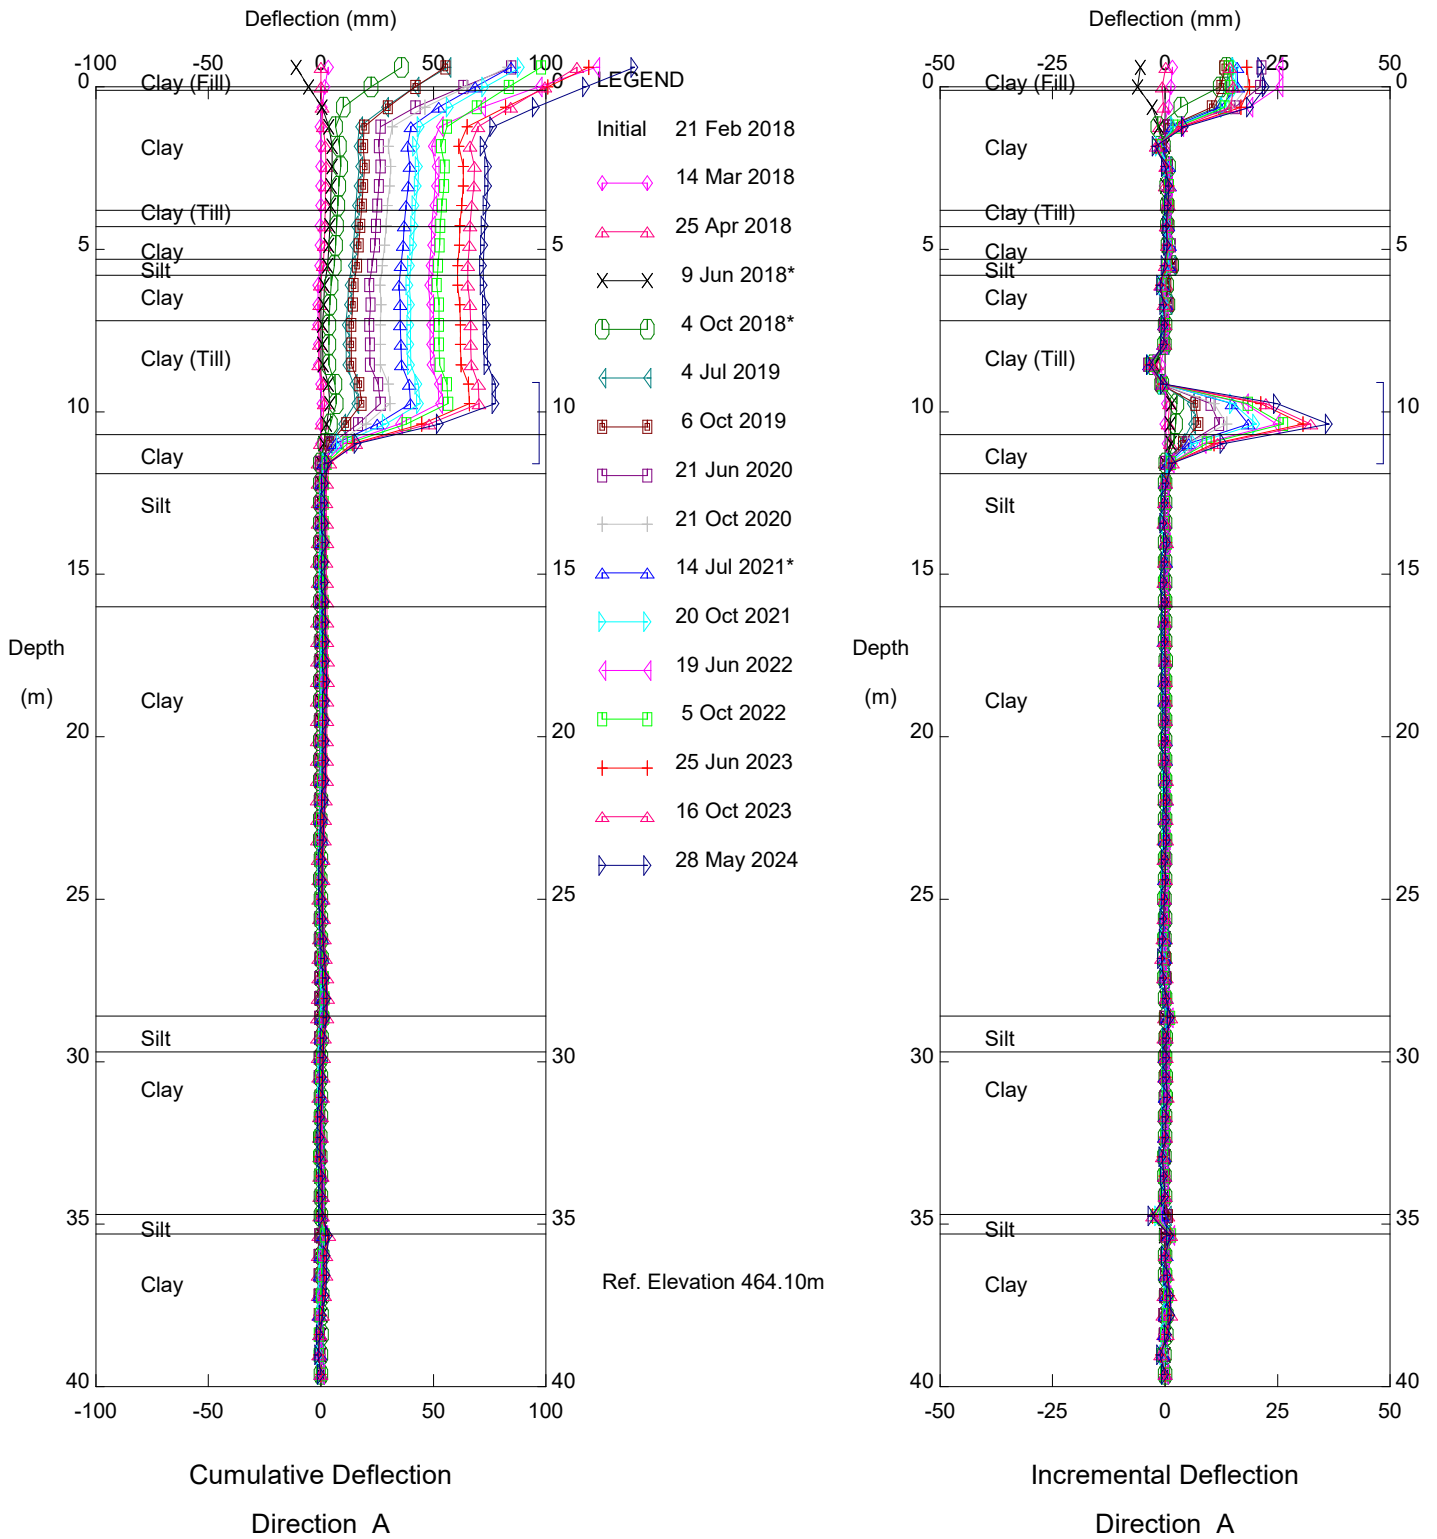 Deflection (mm)
-100 -50 0 50 100
0 0
Clay (Fill)
Clay
Clay (Till)
5 5
Clay
Silt
Clay
Clay (Till)
10 10
Clay
Silt
15 15
Depth
(m)
Clay
20 20
25 25
Silt
30 30
Clay
35 35
Silt
Clay
40 40
-100 -50 0 50 100
Cumulative Deflection
Direction A
LEGEND
Initial 21 Feb 2018
14 Mar 2018
25 Apr 2018
9 Jun 2018*
4 Oct 2018*
4 Jul 2019
6 Oct 2019
21 Jun 2020
21 Oct 2020
14 Jul 2021*
20 Oct 2021
19 Jun 2022
5 Oct 2022
25 Jun 2023
16 Oct 2023
28 May 2024
Ref. Elevation 464.10m
Deflection (mm)
-50 -25 0 25 50
0 0
Clay (Fill)
Clay
Clay (Till)
5 5
Clay
Silt
Clay
Clay (Till)
10 10
Clay
Silt
15 15
Depth
(m)
Clay
20 20
25 25
Silt
30 30
Clay
35 35
Silt
Clay
40 40
-50 -25 0 25 50
Incremental Deflection
Direction A